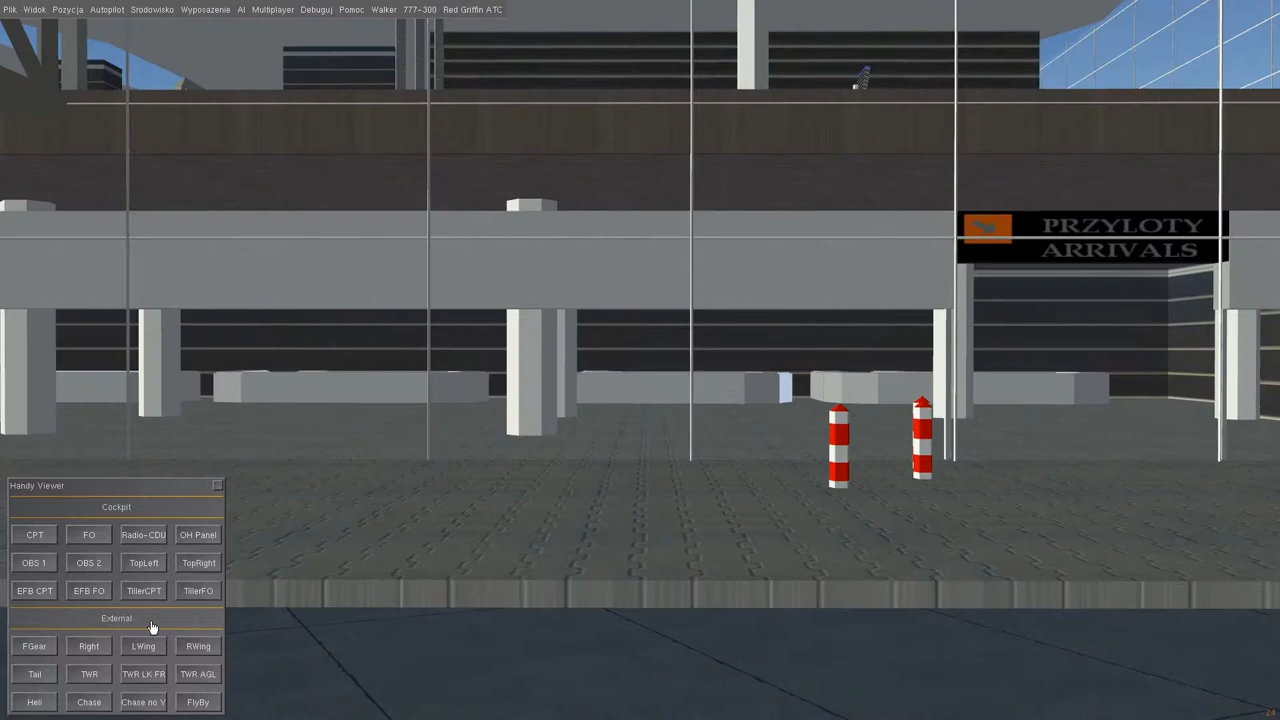 Plik Widok Pozycja Autopilot Środowisko Wyposażenie AI Multiplayer Debuguj Pomoc Walker 777-300 Red Griffin ATC
PRZYLOTY
ARRIVALS
Handy Viewer
Cockpit
CPT FO Radio-CDU OH Panel
OBS 1 OBS 2 TopLeft TopRight
EFB CPT EFB FO TillerCPT TillerFO
External
FGear Right LWing RWing
Tail TWR TWR LK FR TWR AGL
Heli Chase Chase no Y FlyBy